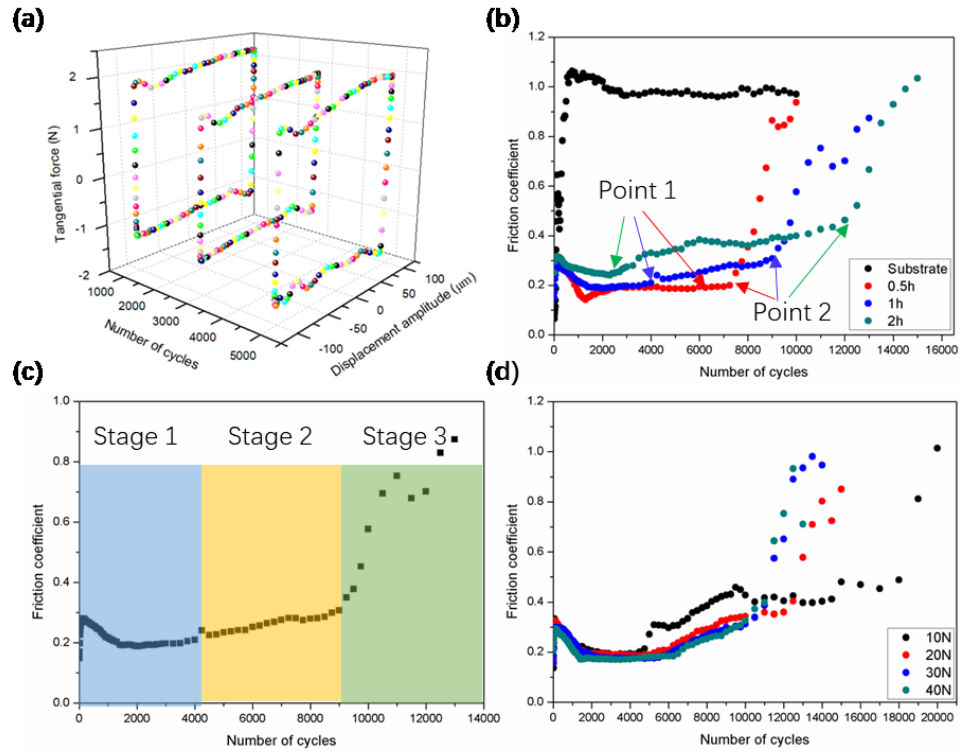 (a)
2
1
0
-1
-2
Tangential force (N)
1000
2000
3000
4000
5000
Number of cycles
-100
-50
0
50
100
Displacement amplitude (μm)
(b)
1.2
1.0
0.8
0.6
0.4
0.2
0.0
Friction coefficient
Point 1
Point 2
Substrate
0.5h
1h
2h
0 2000 4000 6000 8000 10000 12000 14000 16000
Number of cycles
(c)
1.0
0.8
0.6
0.4
0.2
0.0
Friction coefficient
Stage 1 Stage 2 Stage 3
0 2000 4000 6000 8000 10000 12000 14000
Number of cycles
(d)
1.2
1.0
0.8
0.6
0.4
0.2
0.0
Friction coefficient
10N
20N
30N
40N
0 2000 4000 6000 8000 10000 12000 14000 16000 18000 20000
Number of cycles